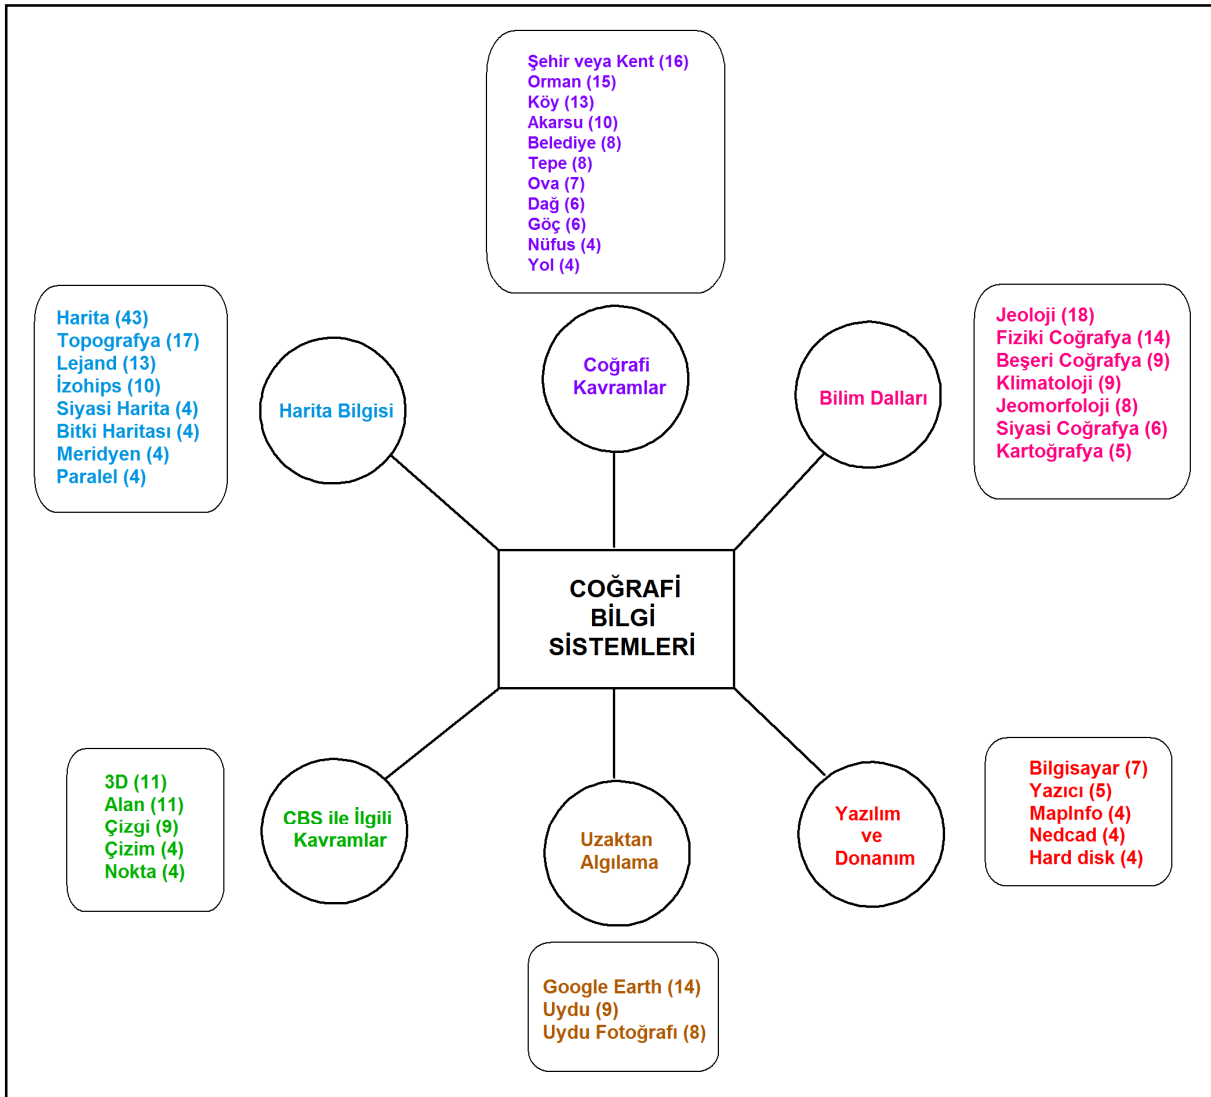 Şehir veya Kent (16)
Orman (15)
Köy (13)
Akarsu (10)
Belediye (8)
Tepe (8)
Ova (7)
Dağ (6)
Göç (6)
Nüfus (4)
Yol (4)
Harita (43)
Topografya (17)
Lejand (13)
İzohips (10)
Siyasi Harita (4)
Bitki Haritası (4)
Meridyen (4)
Paralel (4)
Harita Bilgisi
Coğrafi
Kavramlar
Bilim Dalları
Jeoloji (18)
Fiziki Coğrafya (14)
Beşeri Coğrafya (9)
Klimatoloji (9)
Jeomorfoloji (8)
Siyasi Coğrafya (6)
Kartoğrafya (5)
COĞRAFİ
BİLGİ
SİSTEMLERİ
3D (11)
Alan (11)
Çizgi (9)
Çizim (4)
Nokta (4)
CBS ile İlgili
Kavramlar
Uzaktan
Algılama
Yazılım
ve
Donanım
Bilgisayar (7)
Yazıcı (5)
MapInfo (4)
Nedcad (4)
Hard disk (4)
Google Earth (14)
Uydu (9)
Uydu Fotoğrafı (8)